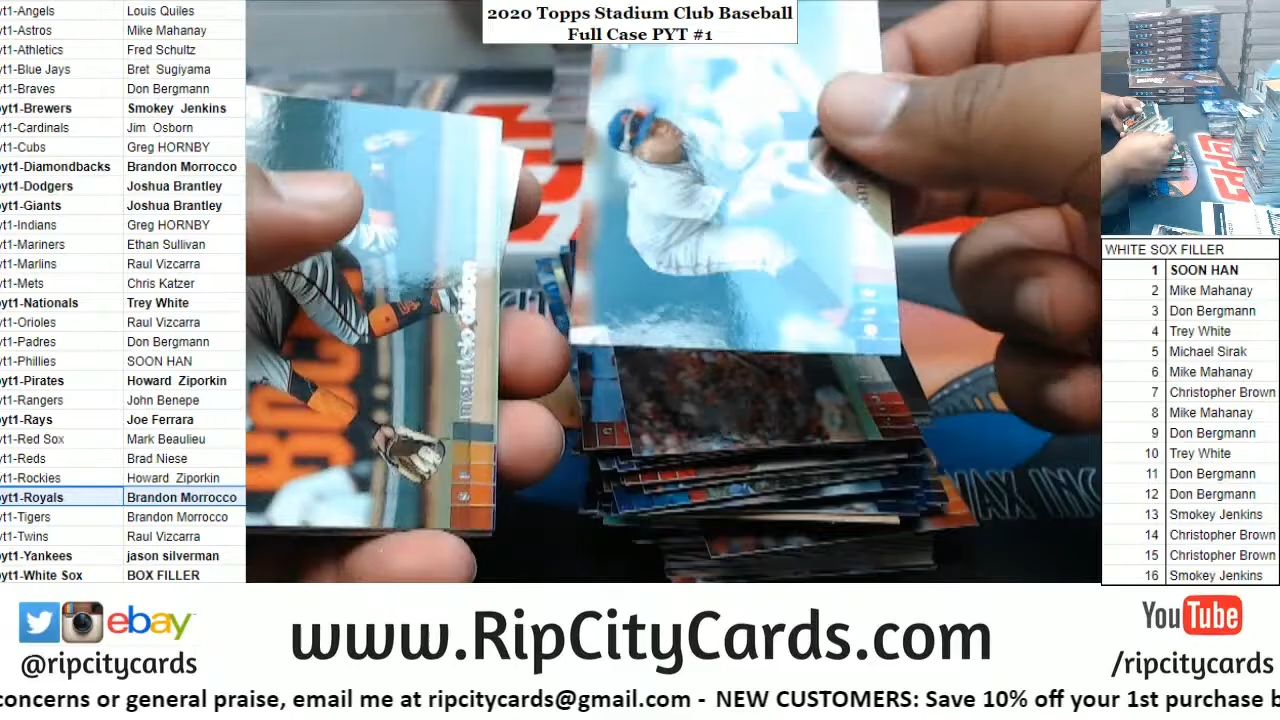 2020 Topps Stadium Club Baseball
Full Case PYT #1
yt1-Angels Louis Quiles
yt1-Astros Mike Mahanay
yt1-Athletics Fred Schultz
yt1-Blue Jays Bret Sugiyama
yt1-Braves Don Bergmann
yt1-Brewers Smokey Jenkins
yt1-Cardinals Jim Osborn
yt1-Cubs Greg HORNBY
yt1-Diamondbacks Brandon Morrocco
yt1-Dodgers Joshua Brantley
yt1-Giants Joshua Brantley
yt1-Indians Greg HORNBY
yt1-Mariners Ethan Sullivan
yt1-Marlins Raul Vizcarra
yt1-Mets Chris Katzer
yt1-Nationals Trey White
yt1-Orioles Raul Vizcarra
yt1-Padres Don Bergmann
yt1-Phillies SOON HAN
yt1-Pirates Howard Ziporkin
yt1-Rangers John Benepe
yt1-Rays Joe Ferrara
yt1-Red Sox Mark Beaulieu
yt1-Reds Brad Niese
yt1-Rockies Howard Ziporkin
yt1-Royals Brandon Morrocco
yt1-Tigers Brandon Morrocco
yt1-Twins Raul Vizcarra
yt1-Yankees jason silverman
yt1-White Sox BOX FILLER
WAX INC
WHITE SOX FILLER
1 SOON HAN
2 Mike Mahanay
3 Don Bergmann
4 Trey White
5 Michael Sirak
6 Mike Mahanay
7 Christopher Brown
8 Mike Mahanay
9 Don Bergmann
10 Trey White
11 Don Bergmann
12 Don Bergmann
13 Smokey Jenkins
14 Christopher Brown
15 Christopher Brown
16 Smokey Jenkins
ebay
@ripcitycards
www.RipCityCards.com
YouTube
/ripcitycards
concerns or general praise, email me at ripcitycards@gmail.com - NEW CUSTOMERS: Save 10% off your 1st purchase b